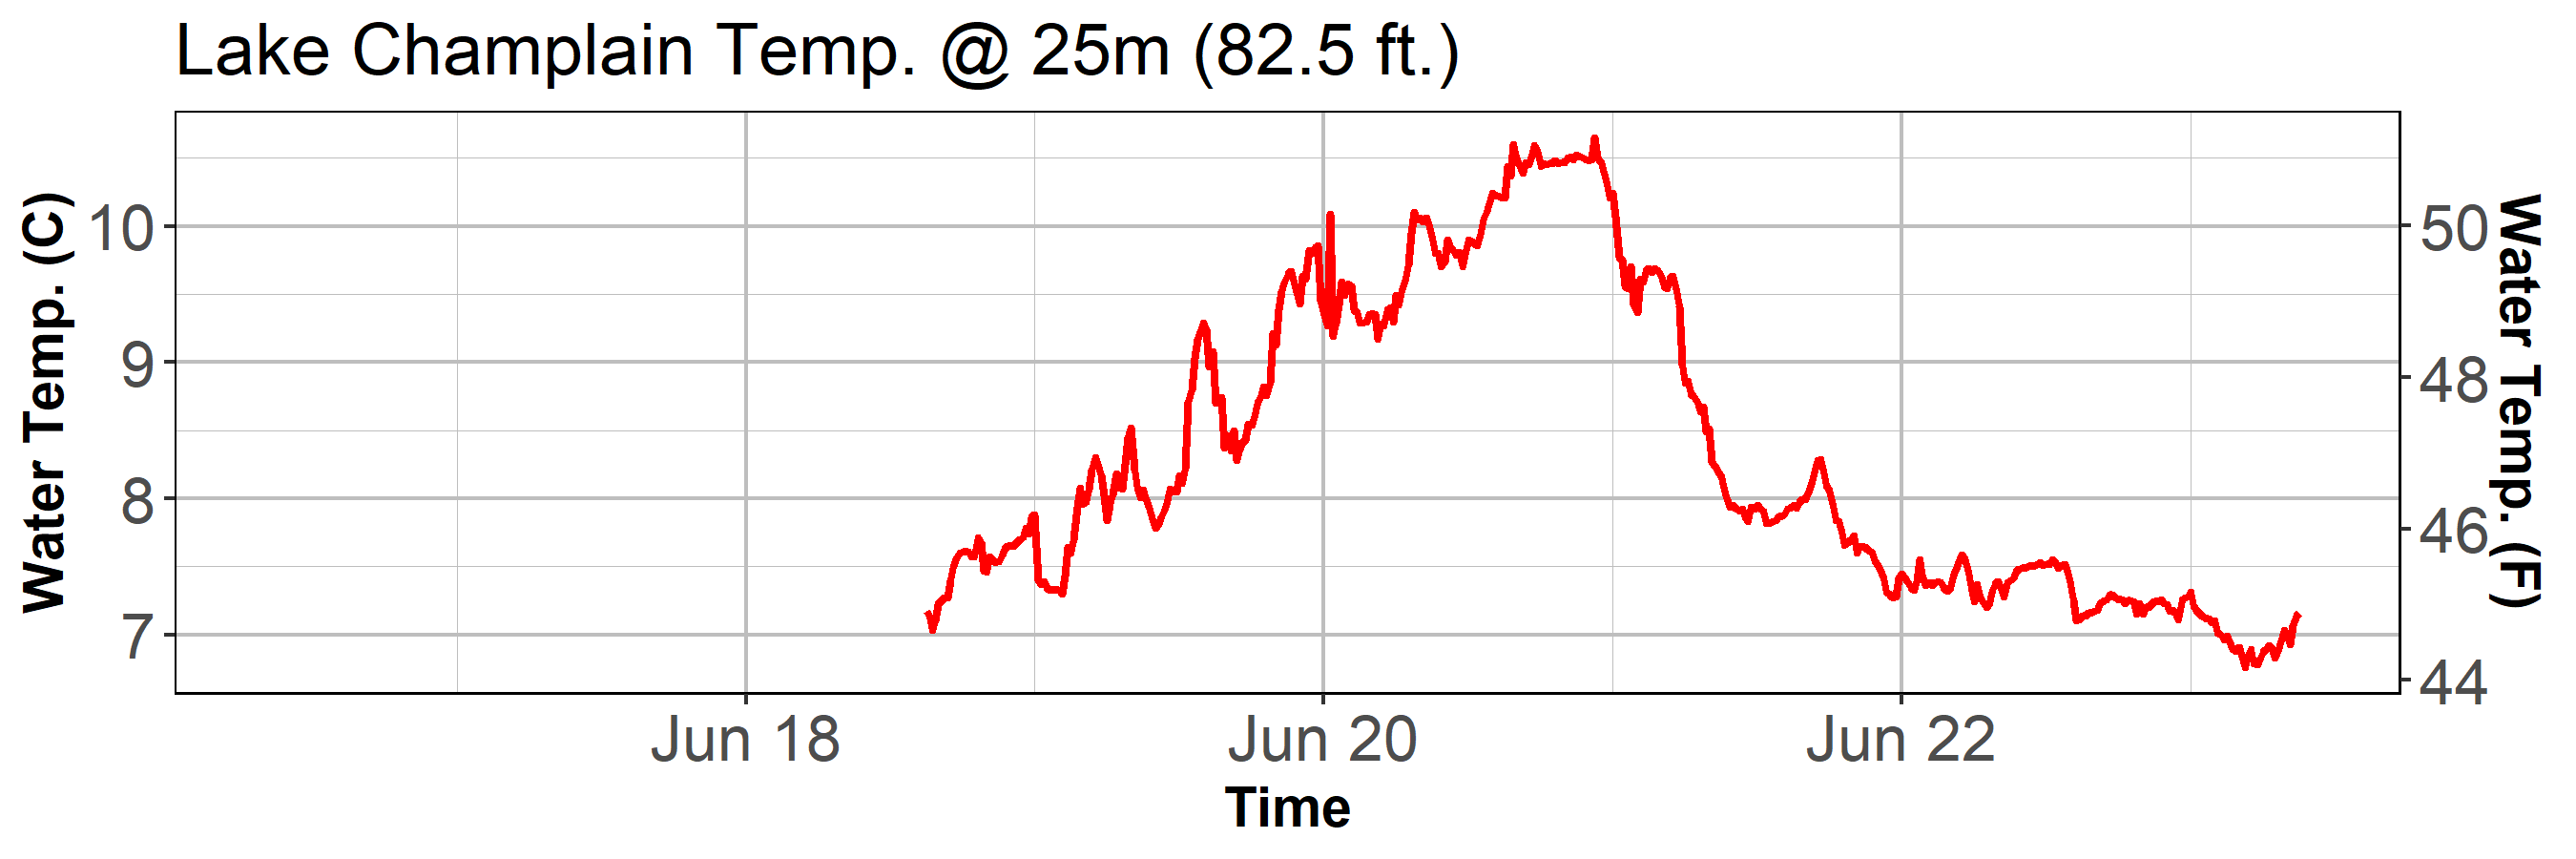 Lake Champlain Temp. @ 25m (82.5 ft.)
Water Temp. (C)
10
9
8
7
50
48
46
44
Water Temp. (F)
Jun 18
Jun 20
Jun 22
Time